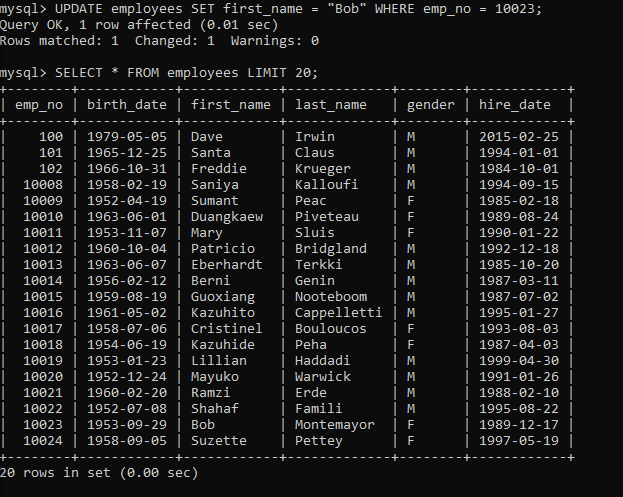 mysql> UPDATE employees SET first_name = "Bob" WHERE emp_no = 10023;
Query OK, 1 row affected (0.01 sec)
Rows matched: 1  Changed: 1  Warnings: 0

mysql> SELECT * FROM employees LIMIT 20;
+--------+------------+------------+-------------+--------+------------+
| emp_no | birth_date | first_name | last_name   | gender | hire_date  |
+--------+------------+------------+-------------+--------+------------+
|    100 | 1979-05-05 | Dave       | Irwin       | M      | 2015-02-25 |
|    101 | 1965-12-25 | Santa      | Claus       | M      | 1994-01-01 |
|    102 | 1966-10-31 | Freddie    | Krueger     | M      | 1984-10-01 |
|  10008 | 1958-02-19 | Saniya     | Kalloufi    | M      | 1994-09-15 |
|  10009 | 1952-04-19 | Sumant     | Peac        | F      | 1985-02-18 |
|  10010 | 1963-06-01 | Duangkaew  | Piveteau    | F      | 1989-08-24 |
|  10011 | 1953-11-07 | Mary       | Sluis       | F      | 1990-01-22 |
|  10012 | 1960-10-04 | Patricio   | Bridgland   | M      | 1992-12-18 |
|  10013 | 1963-06-07 | Eberhardt  | Terkki      | M      | 1985-10-20 |
|  10014 | 1956-02-12 | Berni      | Genin       | M      | 1987-03-11 |
|  10015 | 1959-08-19 | Guoxiang   | Nooteboom   | M      | 1987-07-02 |
|  10016 | 1961-05-02 | Kazuhito   | Cappelletti | M      | 1995-01-27 |
|  10017 | 1958-07-06 | Cristinel  | Bouloucos   | F      | 1993-08-03 |
|  10018 | 1954-06-19 | Kazuhide   | Peha        | F      | 1987-04-03 |
|  10019 | 1953-01-23 | Lillian    | Haddadi     | M      | 1999-04-30 |
|  10020 | 1952-12-24 | Mayuko     | Warwick     | M      | 1991-01-26 |
|  10021 | 1960-02-20 | Ramzi      | Erde        | M      | 1988-02-10 |
|  10022 | 1952-07-08 | Shahaf     | Famili      | M      | 1995-08-22 |
|  10023 | 1953-09-29 | Bob        | Montemayor  | F      | 1989-12-17 |
|  10024 | 1958-09-05 | Suzette    | Pettey      | F      | 1997-05-19 |
+--------+------------+------------+-------------+--------+------------+
20 rows in set (0.00 sec)